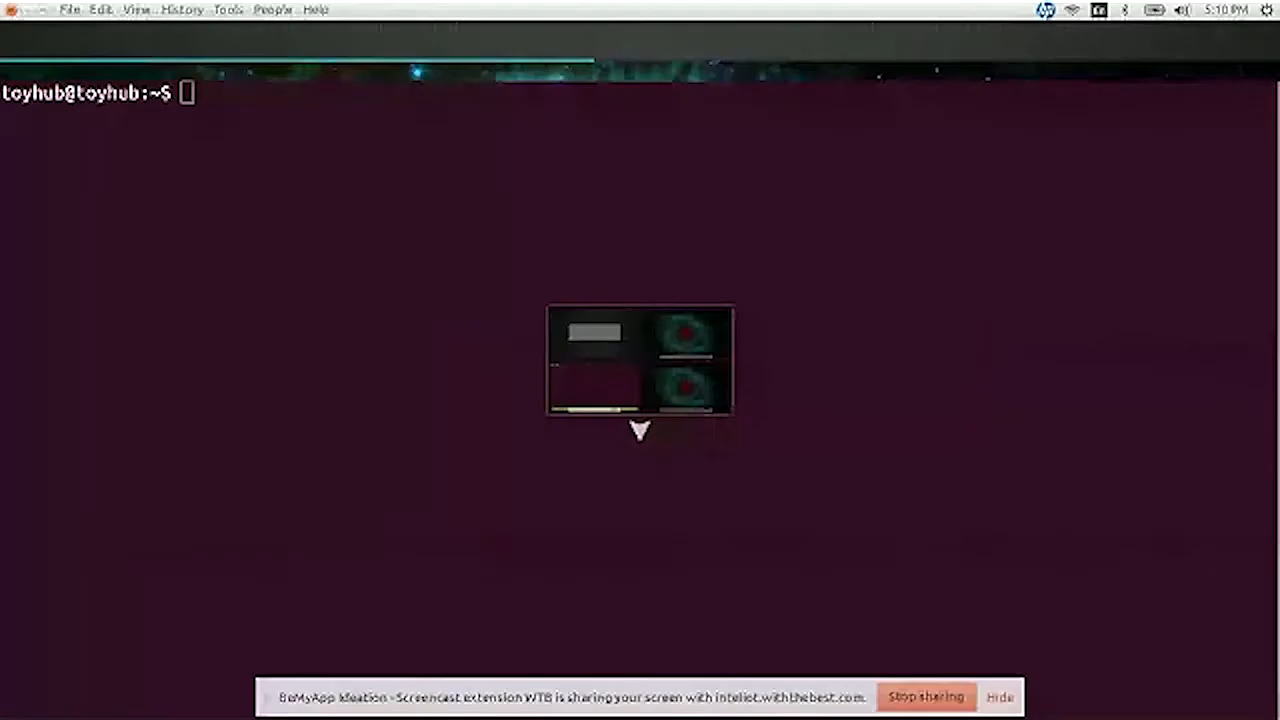 File Edit View History Tools People Help
hp
5:10 PM
toyhub@toyhub:~$
BeMyApp Ideation - Screencast extension WTB is sharing your screen with inteliot.withthebest.com.
Stop sharing
Hide